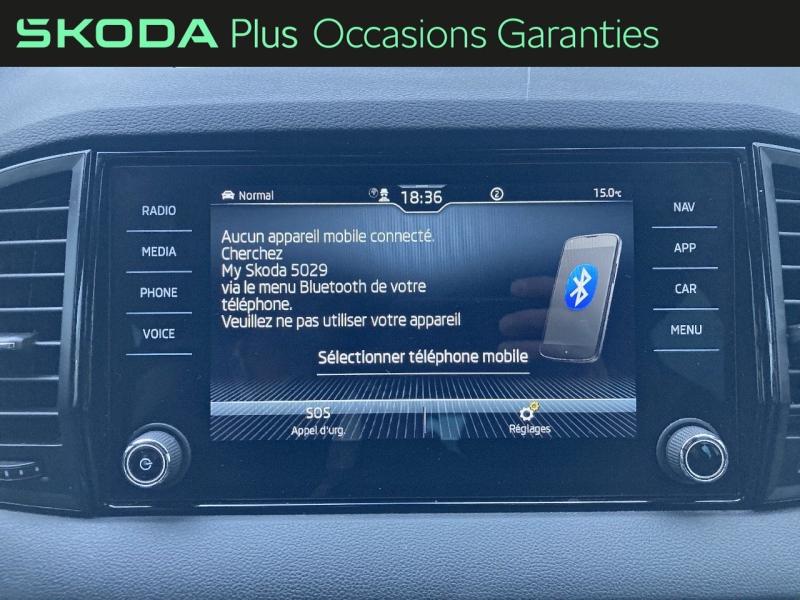 SKODA Plus Occasions Garanties
Normal 18:36 2 15.0°C
RADIO
MEDIA
PHONE
VOICE
Aucun appareil mobile connecté.
Cherchez
My Skoda 5029
via le menu Bluetooth de votre
téléphone.
Veuillez ne pas utiliser votre appareil
Sélectionner téléphone mobile
SOS
Appel d'urg.
Réglages
NAV
APP
CAR
MENU